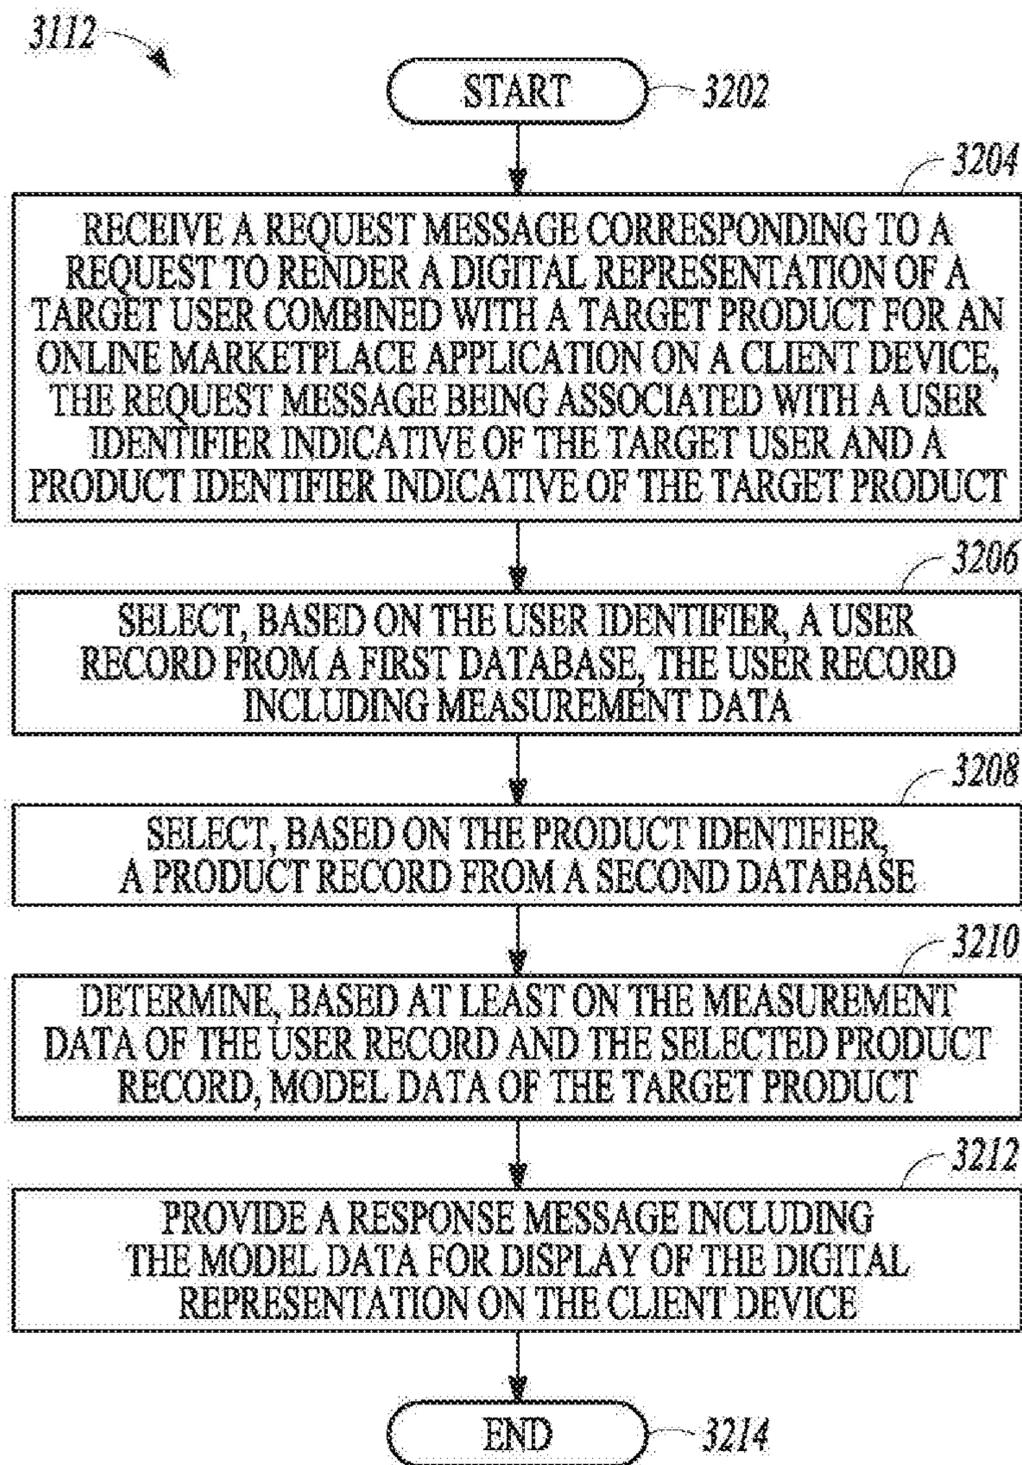 3112
START
3202
3204
RECEIVE A REQUEST MESSAGE CORRESPONDING TO A
REQUEST TO RENDER A DIGITAL REPRESENTATION OF A
TARGET USER COMBINED WITH A TARGET PRODUCT FOR AN
ONLINE MARKETPLACE APPLICATION ON A CLIENT DEVICE,
THE REQUEST MESSAGE BEING ASSOCIATED WITH A USER
IDENTIFIER INDICATIVE OF THE TARGET USER AND A
PRODUCT IDENTIFIER INDICATIVE OF THE TARGET PRODUCT
3206
SELECT, BASED ON THE USER IDENTIFIER, A USER
RECORD FROM A FIRST DATABASE, THE USER RECORD
INCLUDING MEASUREMENT DATA
3208
SELECT, BASED ON THE PRODUCT IDENTIFIER,
A PRODUCT RECORD FROM A SECOND DATABASE
3210
DETERMINE, BASED AT LEAST ON THE MEASUREMENT
DATA OF THE USER RECORD AND THE SELECTED PRODUCT
RECORD, MODEL DATA OF THE TARGET PRODUCT
3212
PROVIDE A RESPONSE MESSAGE INCLUDING
THE MODEL DATA FOR DISPLAY OF THE DIGITAL
REPRESENTATION ON THE CLIENT DEVICE
END
3214